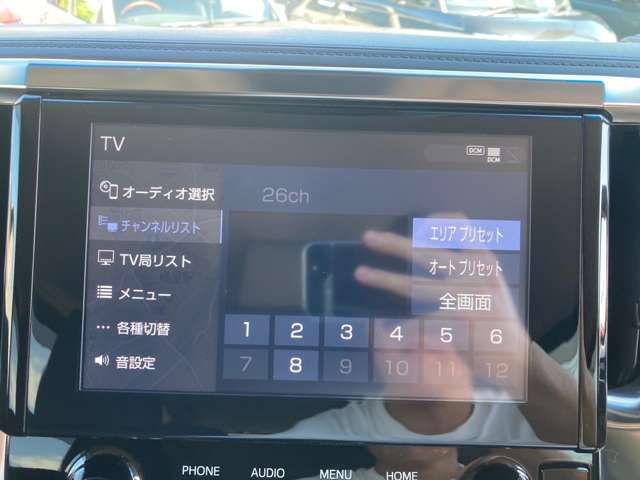 TV
DCM
DCM
オーディオ選択
26ch
チャンネルリスト
エリアプリセット
TV局リスト
オートプリセット
メニュー
全画面
各種切替
1 2 3 4 5 6
音設定
7 8 9 10 11 12
PHONE AUDIO MENU HOME